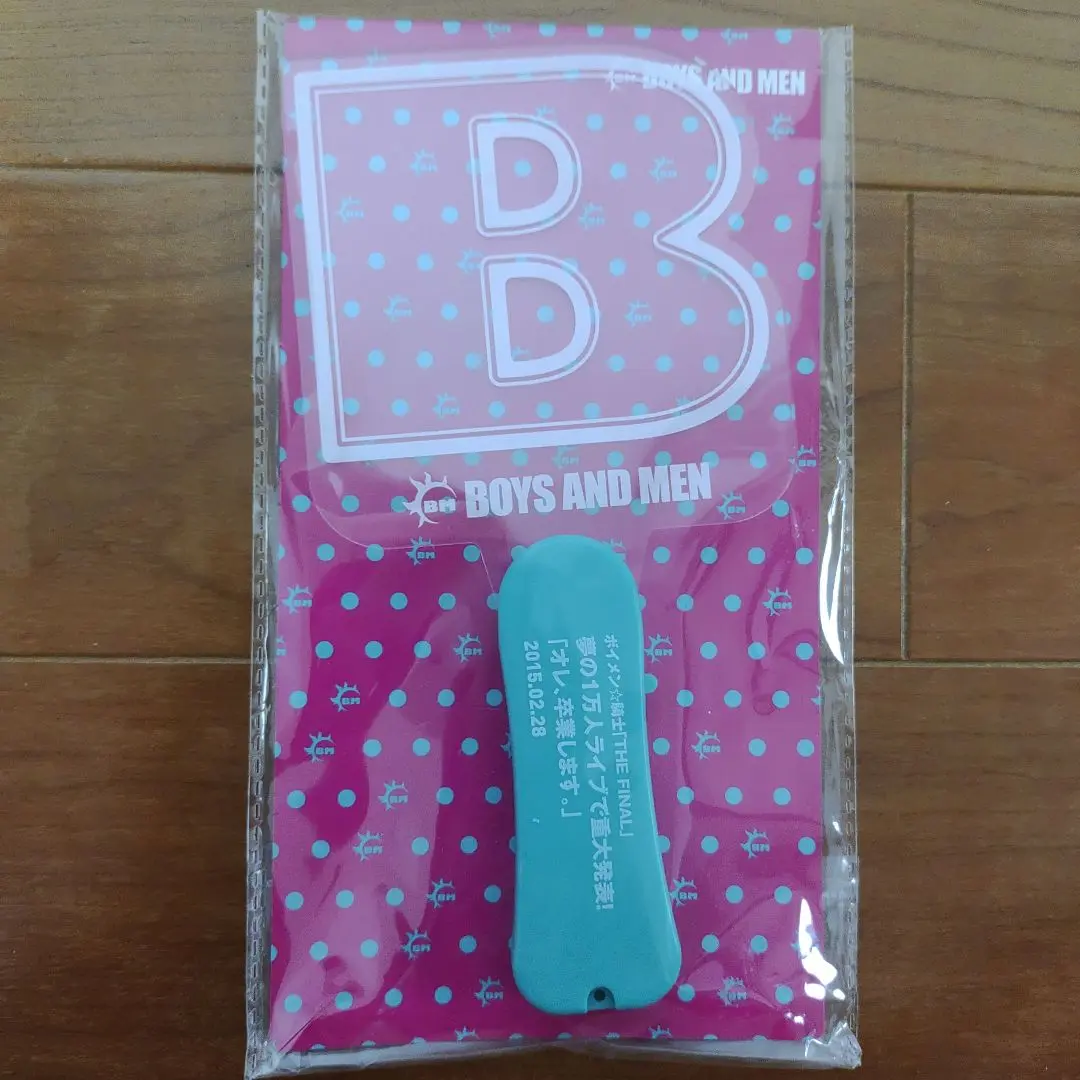 BOYS AND MEN
B
BM BOYS AND MEN
ボイメン☆騎士「THE FINAL」
夢の1万人ライブで重大発表!
「オレ、卒業します。」
2015.02.28